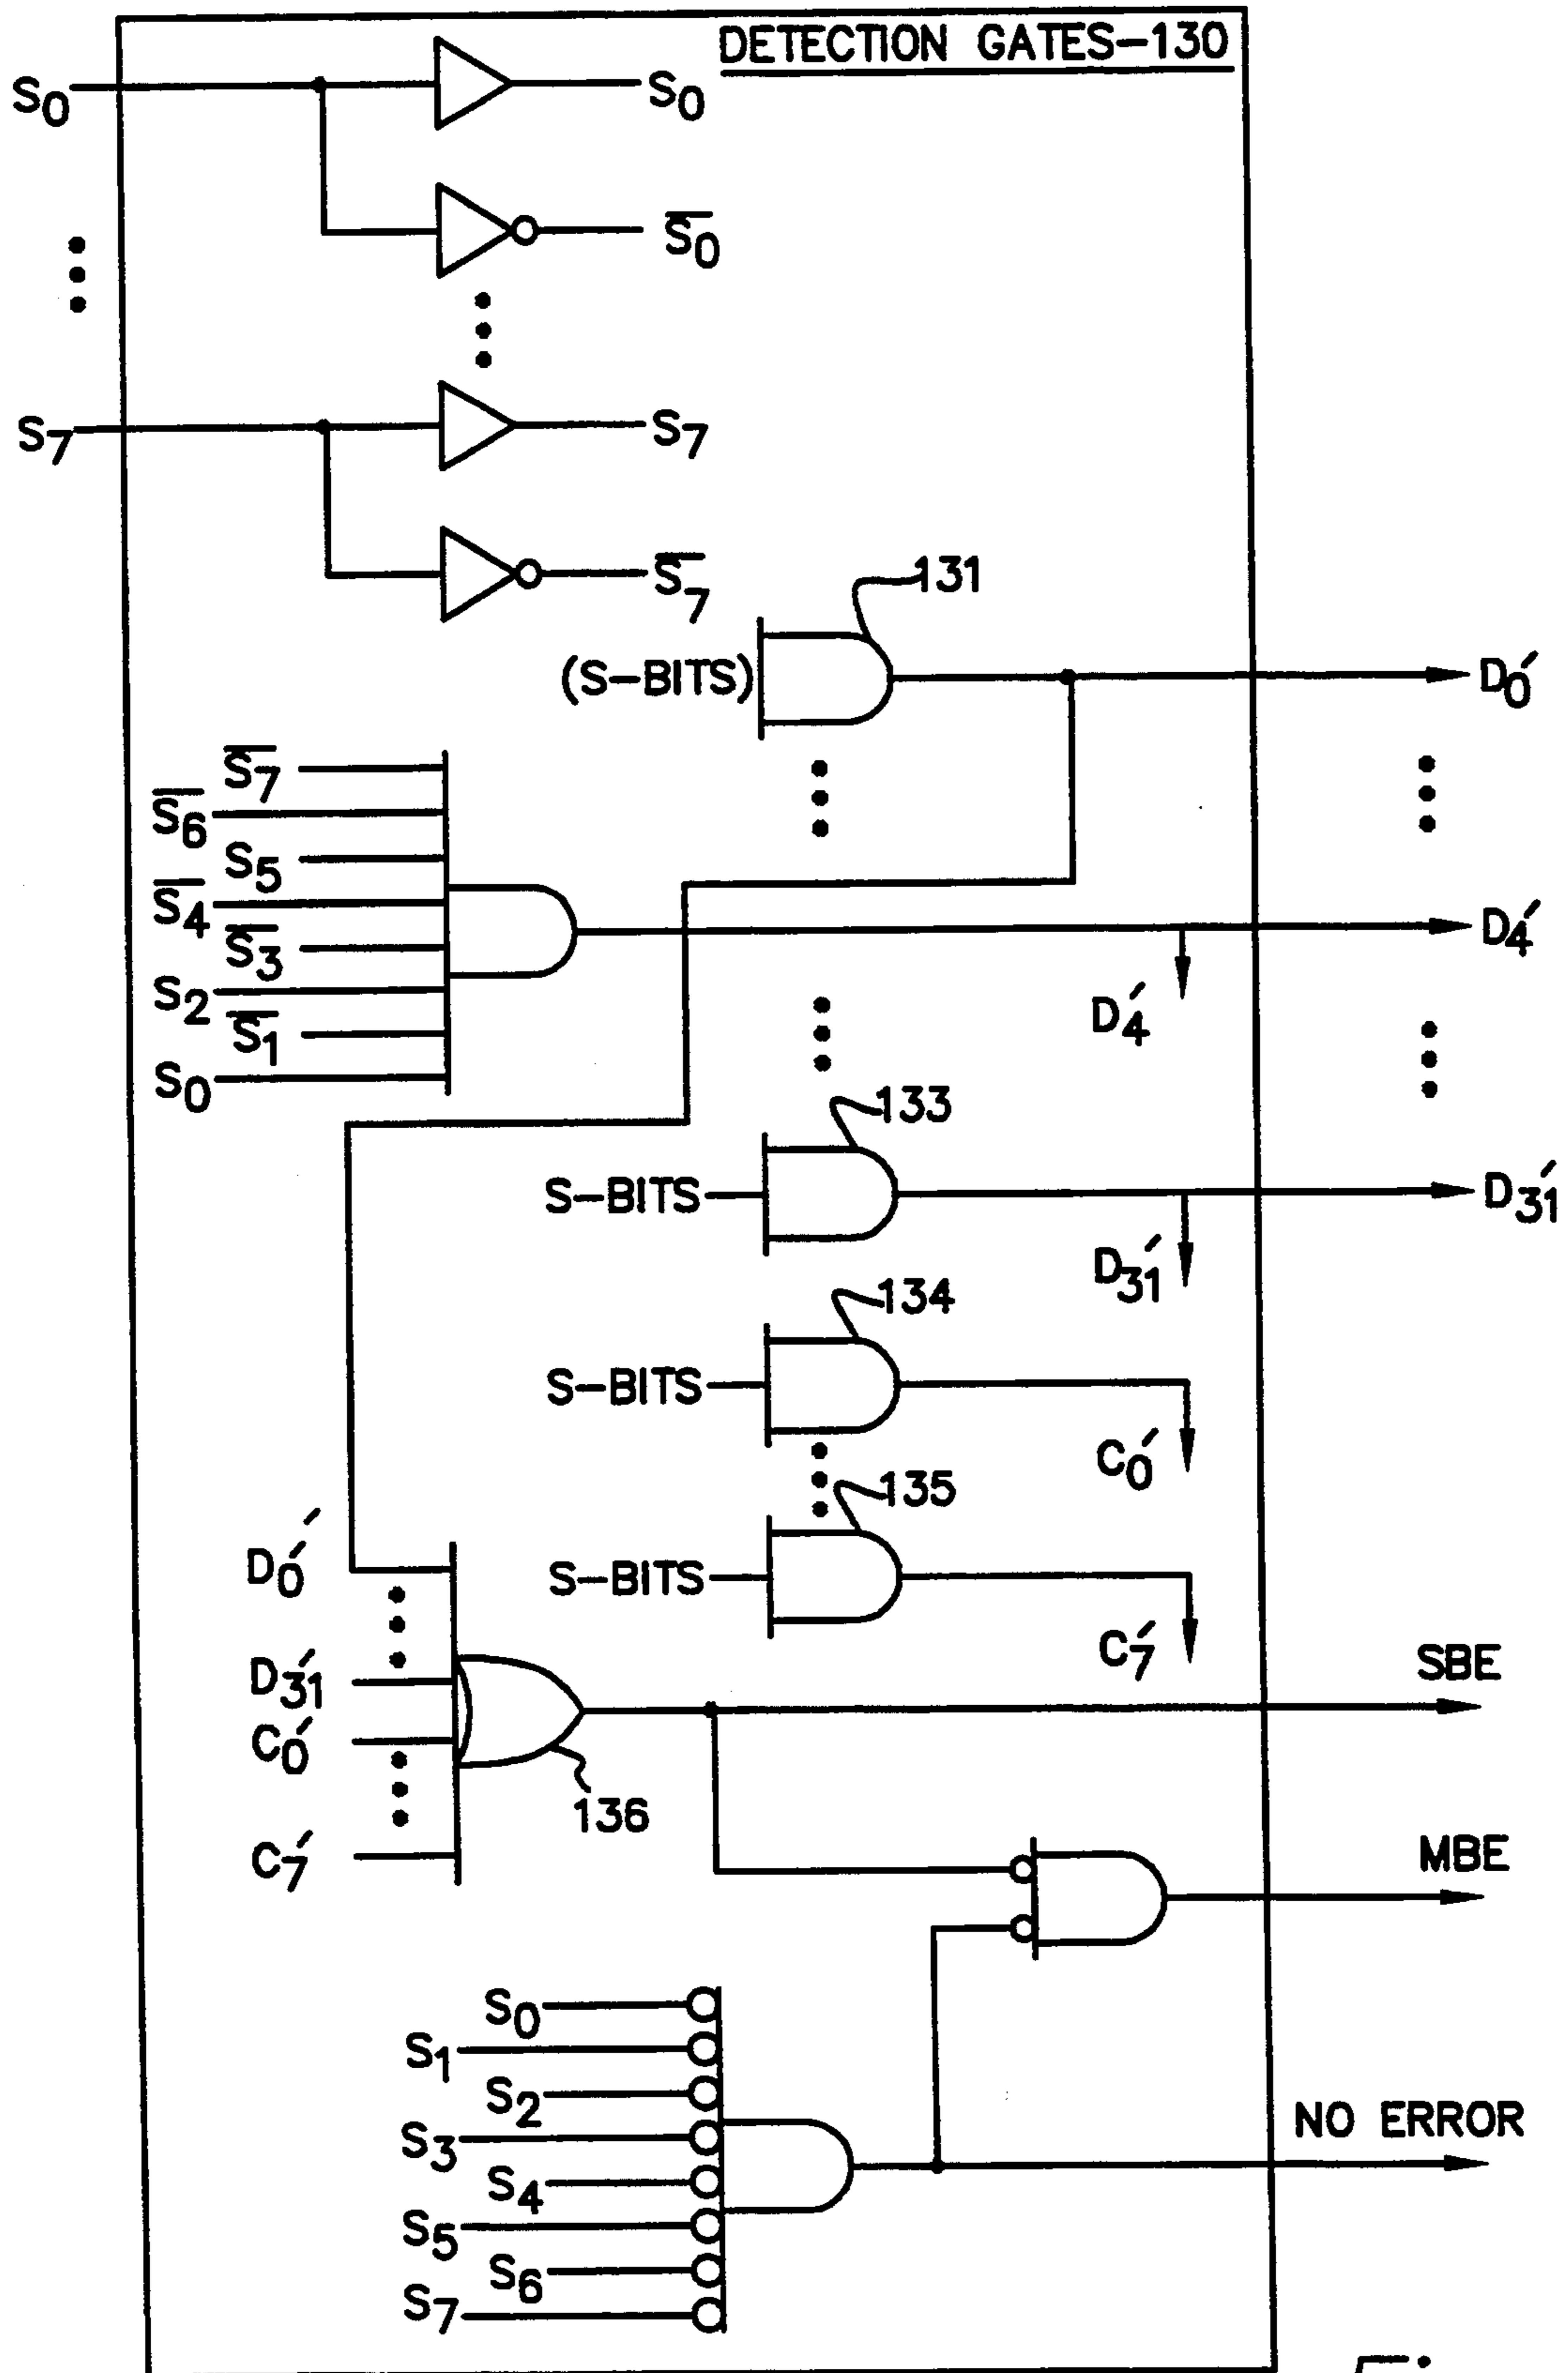 DETECTION GATES-130
S0
S0
S̅0
S7
S7
S̅7
131
(S-BITS)
D0′
S̅7
S̅6
S5
S̅4
S̅3
S2
S̅1
S0
D4′
D4′
133
S-BITS
D31′
D31′
134
S-BITS
C0′
135
S-BITS
C7′
D0′
D31′
C0′
C7′
136
SBE
MBE
S0
S1
S2
S3
S4
S5
S6
S7
NO ERROR